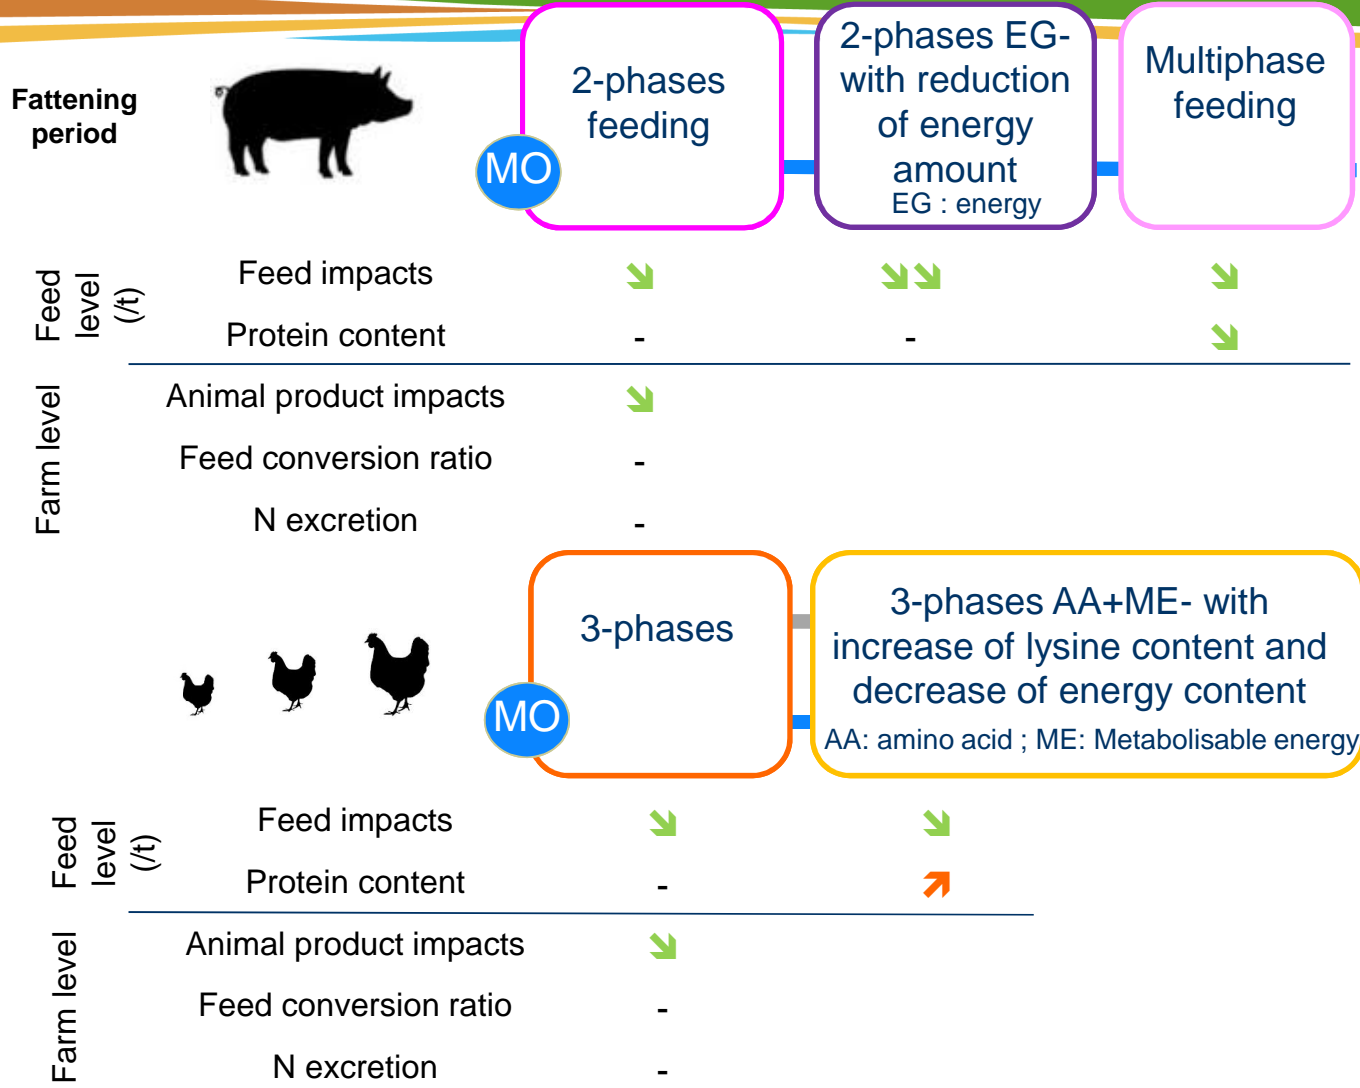 Fattening
period
MO
2-phases
feeding
2-phases EG-
with reduction
of energy
amount
EG : energy
Multiphase
feeding
Feed
level
(/t)
Feed impacts
Protein content
-
-
Farm level
Animal product impacts
Feed conversion ratio
-
N excretion
-
MO
3-phases
3-phases AA+ME- with
increase of lysine content and
decrease of energy content
AA: amino acid ; ME: Metabolisable energy
Feed
level
(/t)
Feed impacts
Protein content
-
Farm level
Animal product impacts
Feed conversion ratio
-
N excretion
-